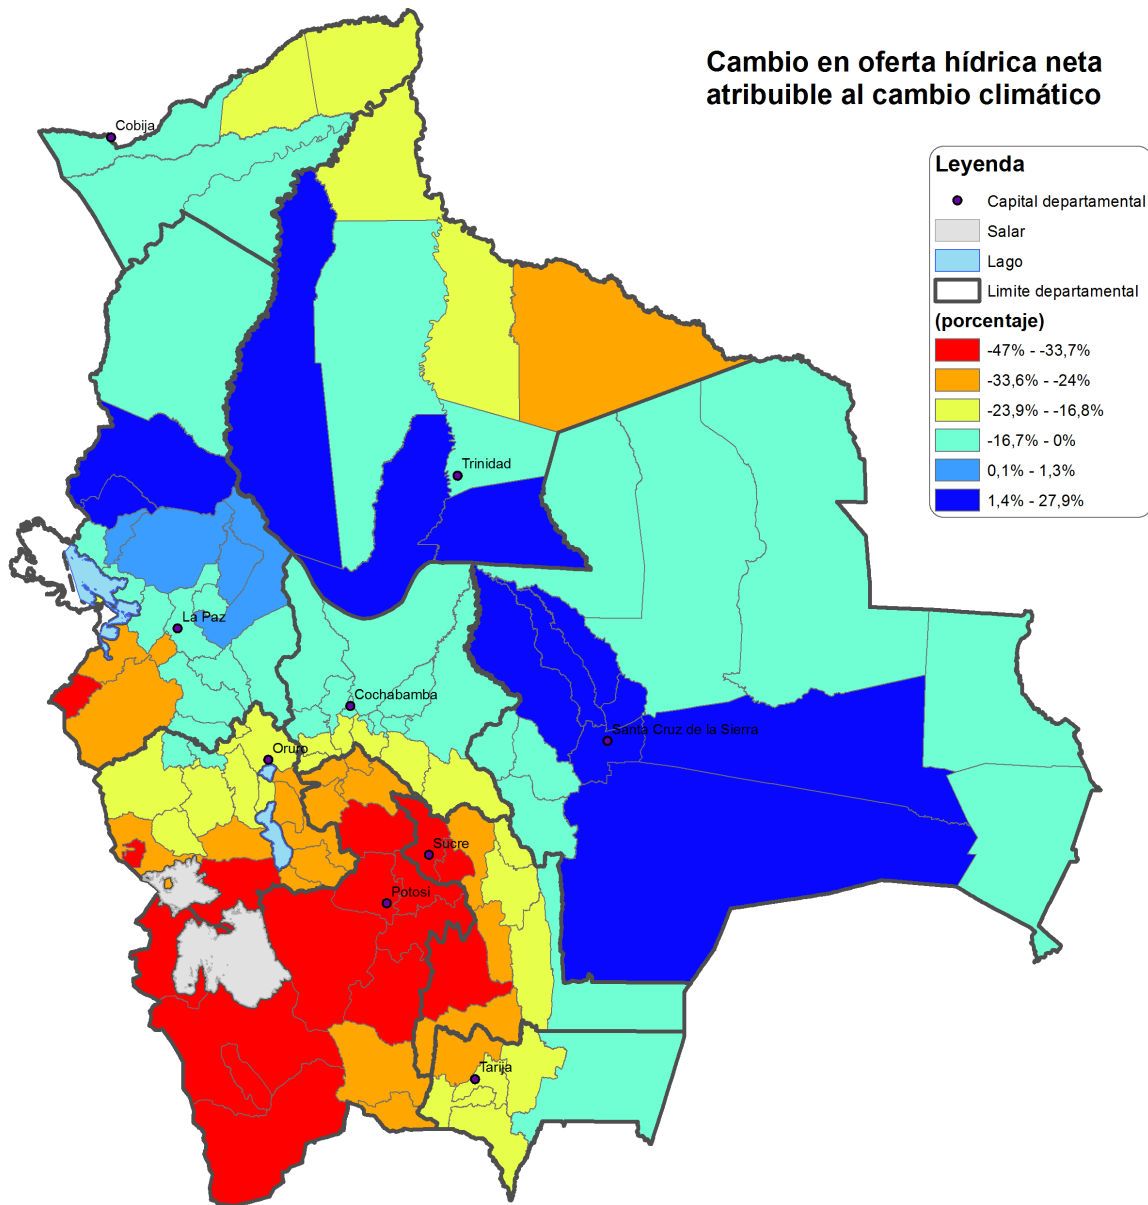 Cambio en oferta hídrica neta
atribuible al cambio climático
Leyenda
Capital departamental
Salar
Lago
Limite departamental
(porcentaje)
-47% - -33,7%
-33,6% - -24%
-23,9% - -16,8%
-16,7% - 0%
0,1% - 1,3%
1,4% - 27,9%
Cobija
Trinidad
La Paz
Cochabamba
Santa Cruz de la Sierra
Oruro
Sucre
Potosi
Tarija